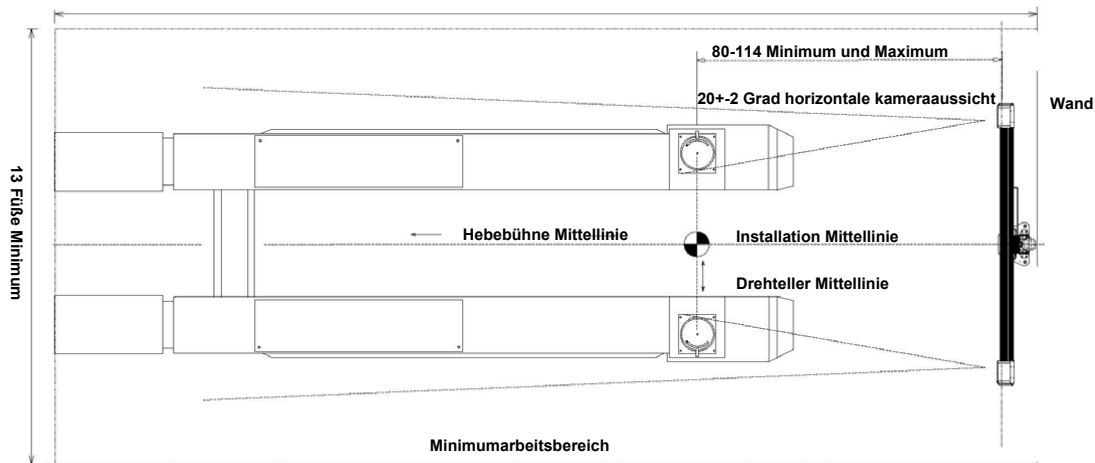 80-114 Minimum und Maximum
20+-2 Grad horizontale kameraaussicht
Wand
13 Füße Minimum
Hebebühne Mittellinie
Installation Mittellinie
Drehteller Mittellinie
Minimumarbeitsbereich